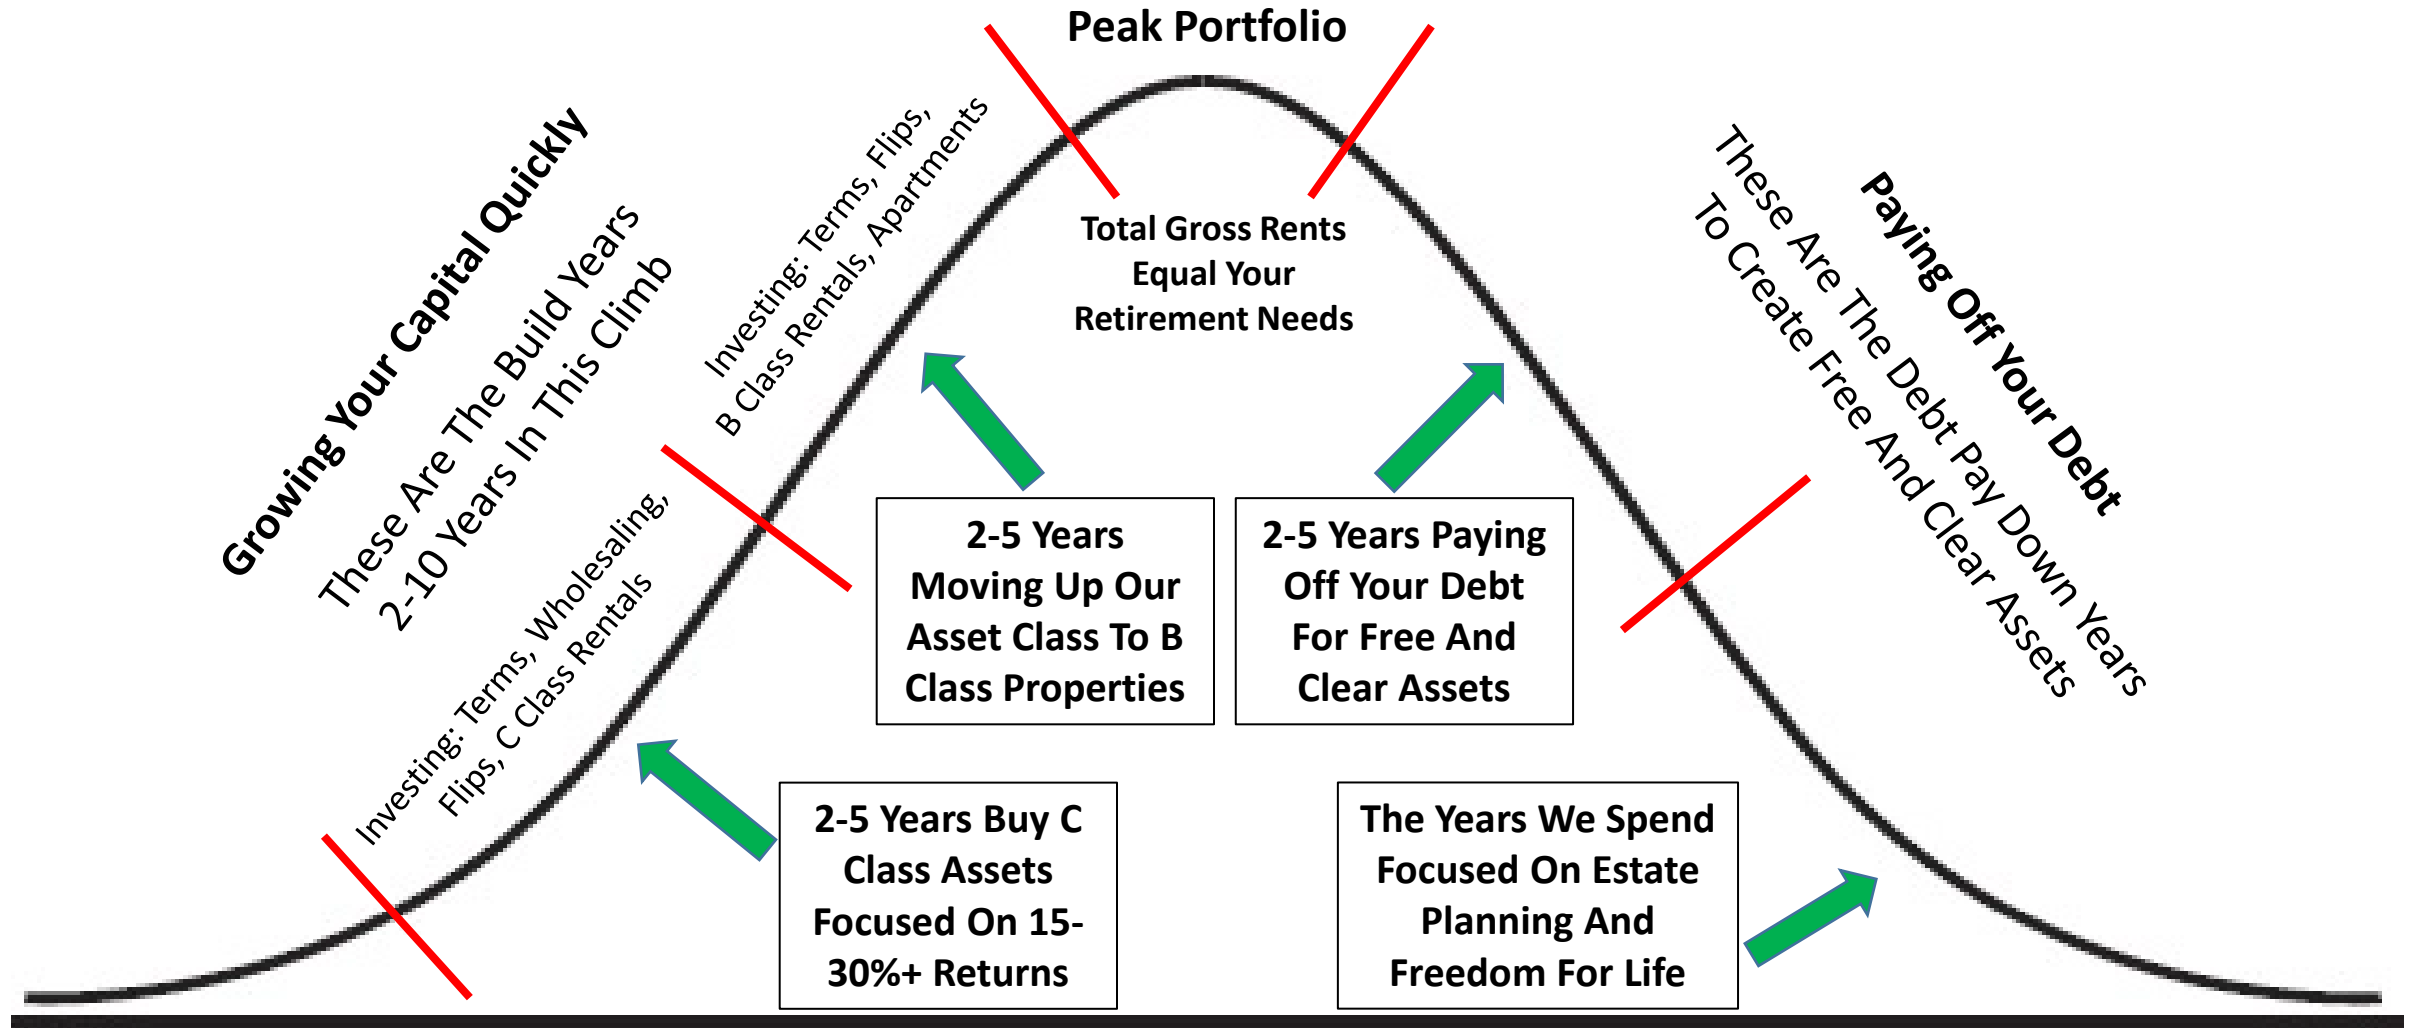 Peak Portfolio
Growing Your Capital Quickly
These Are The Build Years
2-10 Years In This Climb
Investing: Terms, Flips,
B Class Rentals, Apartments
Investing: Terms, Wholesaling,
Flips, C Class Rentals
Total Gross Rents
Equal Your
Retirement Needs
Paying Off Your Debt
These Are The Debt Pay Down Years
To Create Free And Clear Assets
2-5 Years
Moving Up Our
Asset Class To B
Class Properties
2-5 Years Paying
Off Your Debt
For Free And
Clear Assets
2-5 Years Buy C
Class Assets
Focused On 15-
30%+ Returns
The Years We Spend
Focused On Estate
Planning And
Freedom For Life